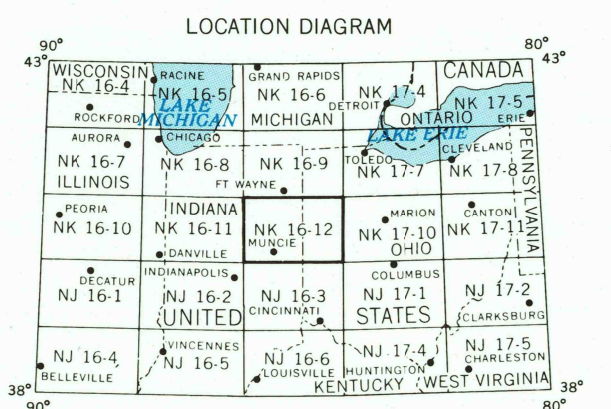 LOCATION DIAGRAM
90° 80°
43° 43°
WISCONSIN RACINE GRAND RAPIDS NK 17-4 CANADA
NK 16-4 NK 16-5 NK 16-6 DETROIT NK 17-5
ROCKFORD LAKE MICHIGAN MICHIGAN ONTARIO ERIE
AURORA CHICAGO LAKE ERIE CLEVELAND
NK 16-7 NK 16-8 NK 16-9 TOLEDO NK 17-7 NK 17-8 PENNSYLVANIA
ILLINOIS FT WAYNE
PEORIA INDIANA MARION CANTON
NK 16-10 NK 16-11 NK 16-12 NK 17-10 NK 17-11
DANVILLE MUNCIE OHIO
DECATUR INDIANAPOLIS COLUMBUS
NJ 16-1 NJ 16-2 NJ 16-3 NJ 17-1 NJ 17-2
UNITED CINCINNATI STATES CLARKSBURG
NJ 16-4 VINCENNES NJ 16-5 NJ 16-6 NJ 17-4 NJ 17-5
BELLEVILLE LOUISVILLE HUNTINGTON CHARLESTON
38° KENTUCKY WEST VIRGINIA 38°
90° 80°